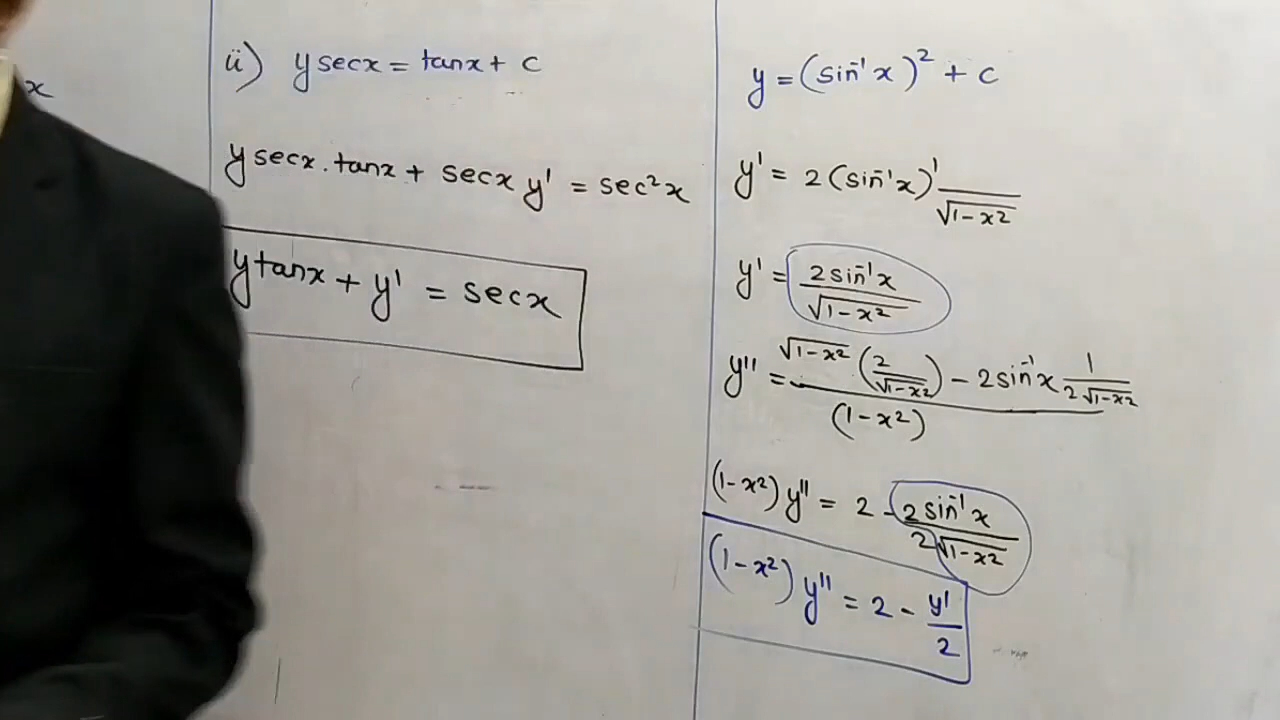 x
ii) y secx = tanx + c
y secx . tanx + secx y' = sec²x
y tanx + y' = secx
y = (sin⁻¹x)² + c
y' = 2(sin⁻¹x)' 1/√(1-x²)
y' = 2sin⁻¹x/√(1-x²)
y'' = (√(1-x²) (2/√(1-x²)) - 2sin⁻¹x 1/(2√(1-x²)))/(1-x²)
(1-x²) y'' = 2 - 2sin⁻¹x/(2√(1-x²))
(1-x²) y'' = 2 - y'/2